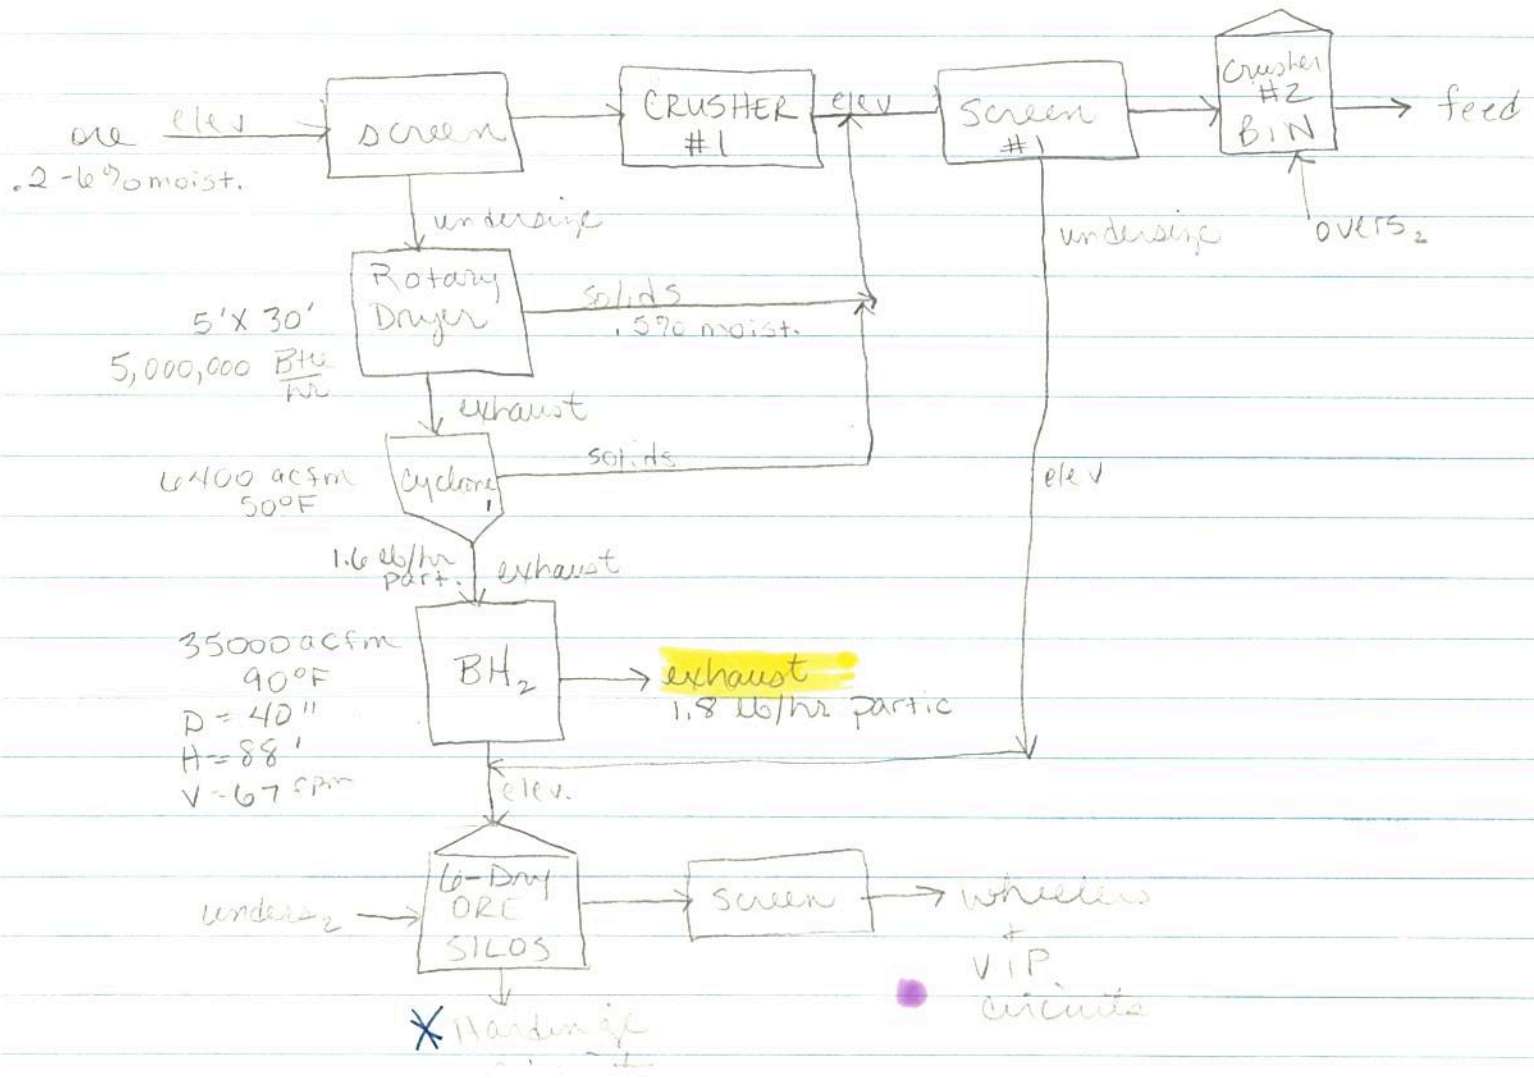 ore
elev
.2-6% moist.
screen
CRUSHER
#1
elev
Screen
#1
Crusher
#2
BIN
feed
undersize
undersize
overs2
Rotary
Dryer
solids
.5% moist.
5' X 30'
5,000,000 Btu
hr
exhaust
6400 acfm
50°F
Cyclone
1
solids
elev
1.6 lb/hr
part.
exhaust
35000 acfm
90°F
D = 40"
H = 88'
V = 67 fpm
BH2
exhaust
1.8 lb/hr partic
elev.
unders2
6-Dry
ORE
SILOS
screen
wheelers
+
VIP
circuits
* Hardinge